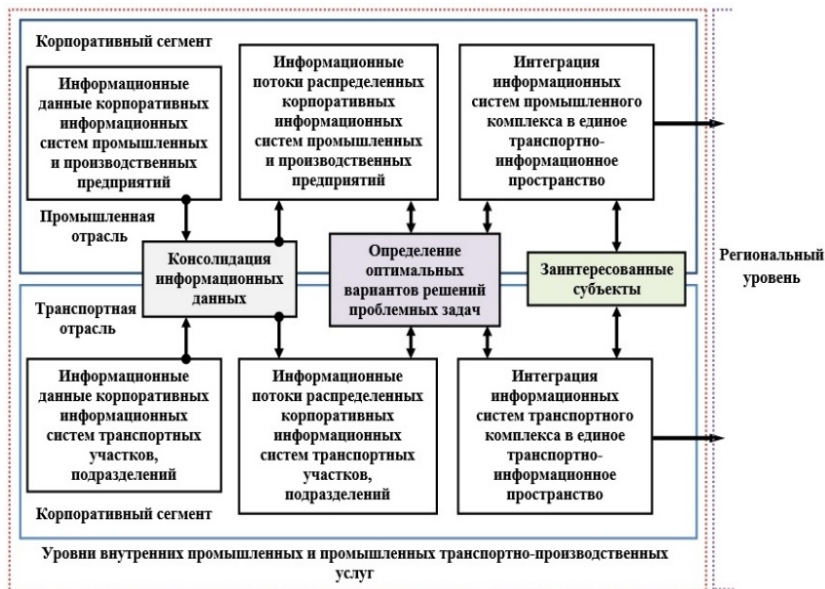 Корпоративный сегмент
Информационные
данные корпоративных
информационных
систем промышленных
и производственных
предприятий
Информационные
потоки распределенных
корпоративных
информационных
систем промышленных
и производственных
предприятий
Интеграция
информационных
систем промышленного
комплекса в единое
транспортно-
информационное
пространство
Промышленная
отрасль
Консолидация
информационных
данных
Определение
оптимальных
вариантов решений
проблемных задач
Заинтересованные
субъекты
Региональный
уровень
Транспортная
отрасль
Информационные
данные корпоративных
информационных
систем транспортных
участков,
подразделений
Информационные
потоки распределенных
корпоративных
информационных
систем транспортных
участков,
подразделений
Интеграция
информационных
систем транспортного
комплекса в единое
транспортно-
информационное
пространство
Корпоративный сегмент
Уровни внутренних промышленных и промышленных транспортно-производственных
услуг